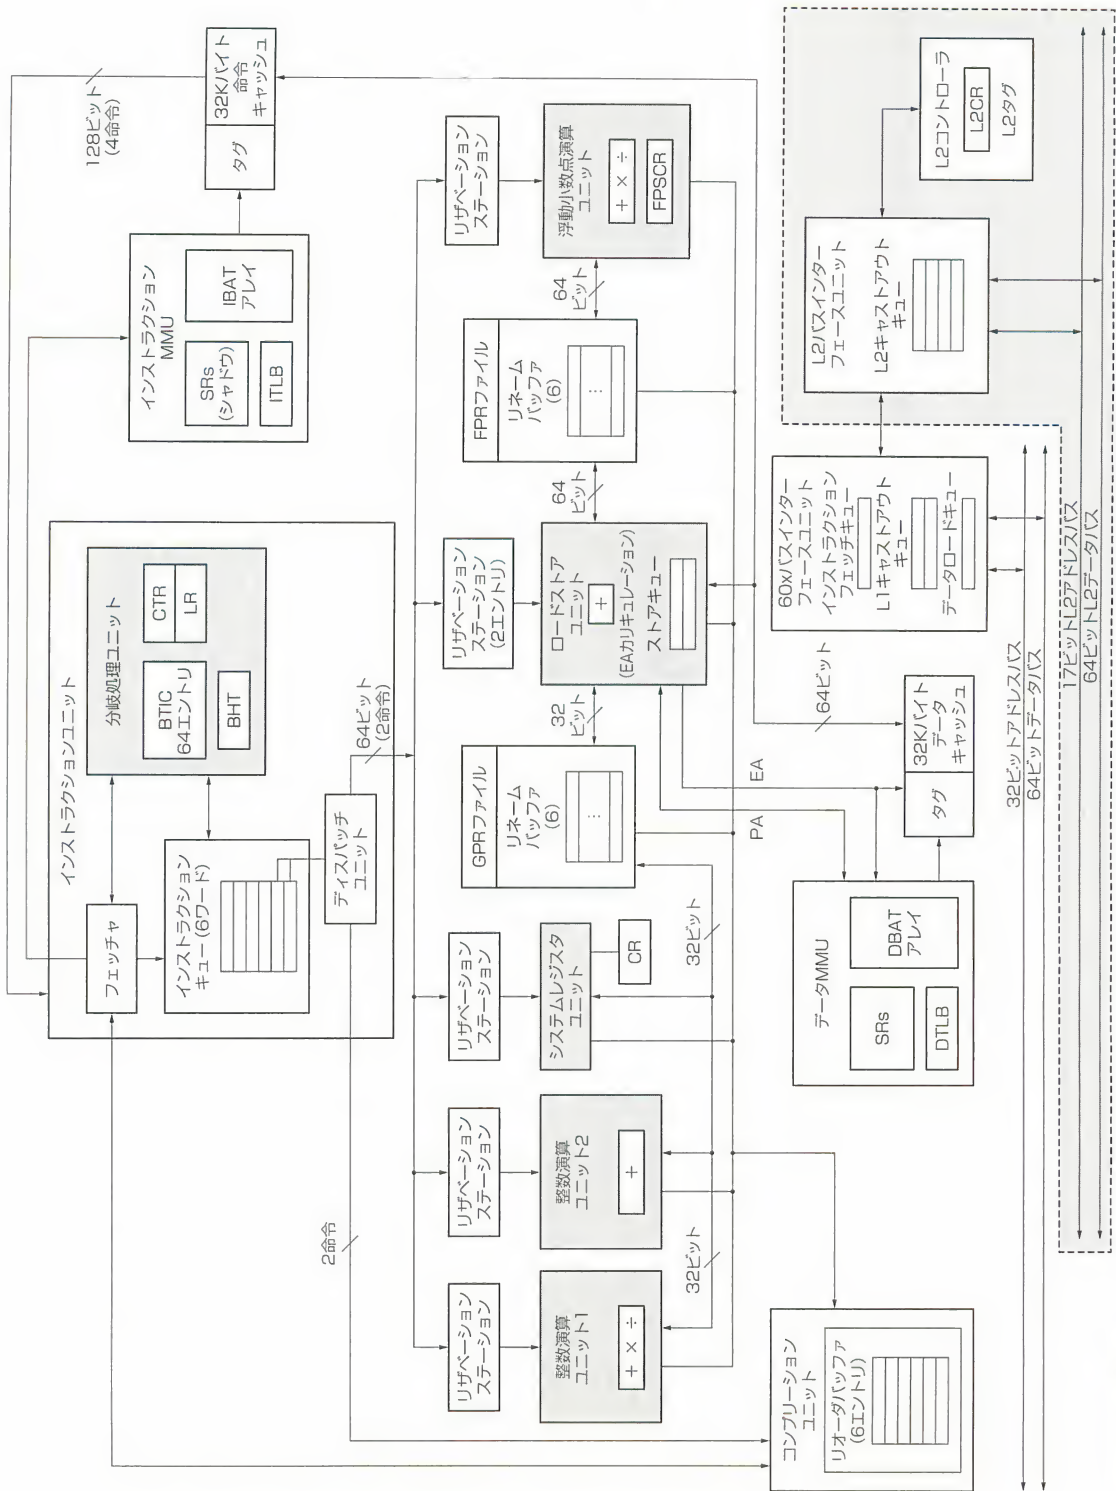 インストラクションユニット
フェッチャ
インストラクション
キュー(6ワード)
分岐処理ユニット
BTIC
64エントリ
CTR
LR
BHT
ディスパッチ
ユニット
64ビット
(2命令)
2命令
128ビット
(4命令)
インストラクション
MMU
SRs
(シャドウ)
IBAT
アレイ
ITLB
タグ
32Kバイト
命令
キャッシュ
リザベーション
ステーション
リザベーション
ステーション
リザベーション
ステーション
リザベーション
ステーション
(2エントリ)
リザベーション
ステーション
整数演算
ユニット1
+ × ÷
整数演算
ユニット2
+
システムレジスタ
ユニット
CR
GPRファイル
リネーム
バッファ
(6)
⋮
32
ビット
ロードストア
ユニット
+
(EAカリキュレーション)
ストアキュー
64
ビット
FPRファイル
リネーム
バッファ
(6)
⋮
64
ビット
浮動小数点演算
ユニット
+ × ÷
FPSCR
32ビット
32ビット
PA
EA
64ビット
コンプリーション
ユニット
リオーダバッファ
(6エントリ)
データMMU
SRs
DBAT
アレイ
DTLB
タグ
32Kバイト
データ
キャッシュ
60xバスインター
フェースユニット
インストラクション
フェッチキュー
L1キャストアウト
キュー
データロードキュー
L2バスインター
フェースユニット
L2キャストアウト
キュー
L2コントローラ
L2CR
L2タグ
32ビットアドレスバス
64ビットデータバス
17ビットL2アドレスバス
64ビットL2データバス